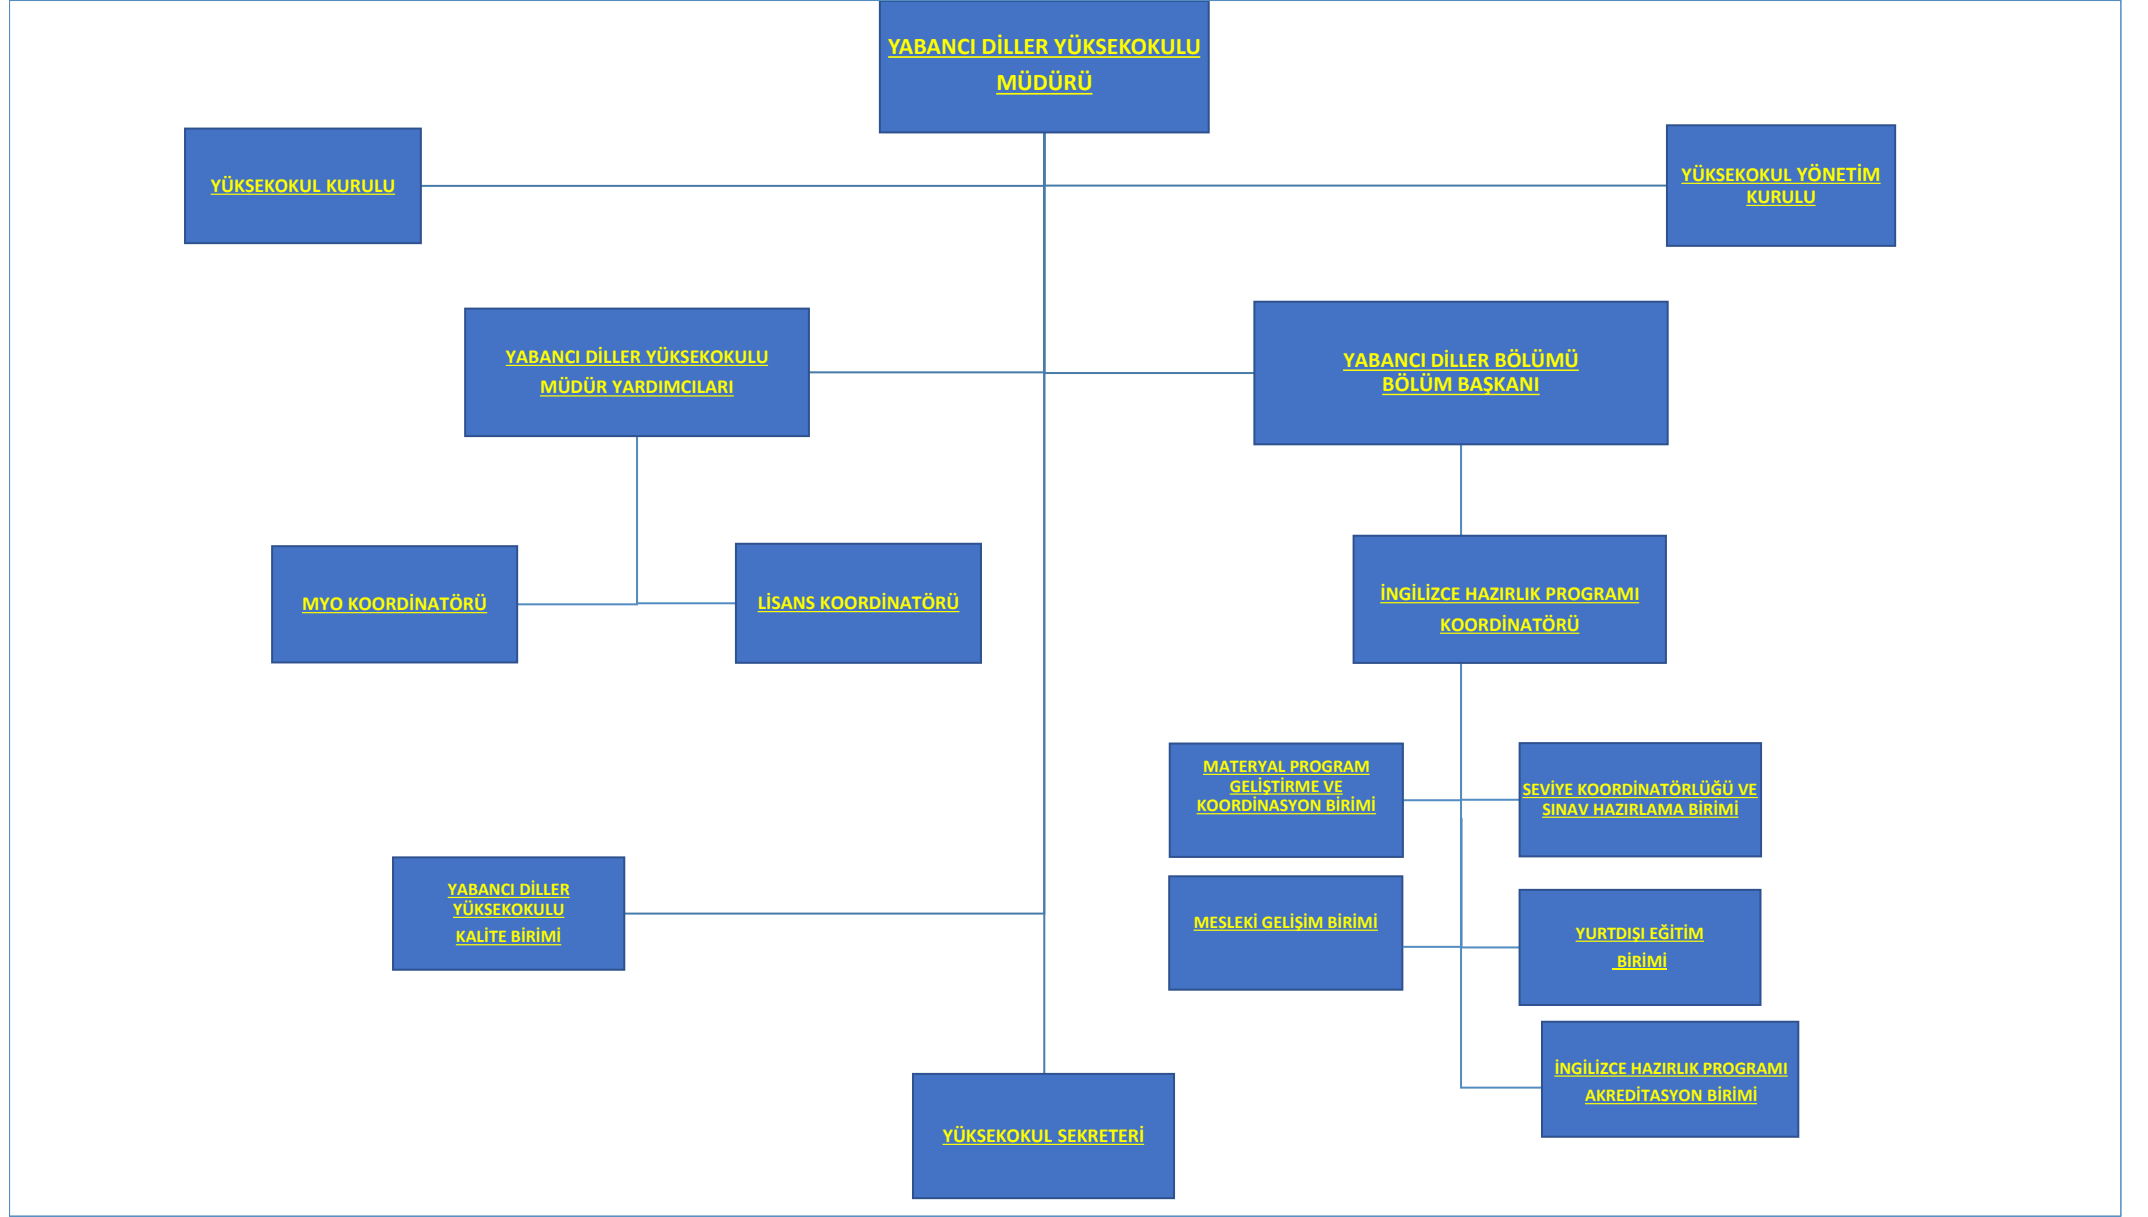 YABANCI DİLLER YÜKSEKOKULU
MÜDÜRÜ
YÜKSEKOKUL KURULU
YÜKSEKOKUL YÖNETİM
KURULU
YABANCI DİLLER YÜKSEKOKULU
MÜDÜR YARDIMCILARI
YABANCI DİLLER BÖLÜMÜ
BÖLÜM BAŞKANI
MYO KOORDİNATÖRÜ
LİSANS KOORDİNATÖRÜ
İNGİLİZCE HAZIRLIK PROGRAMI
KOORDİNATÖRÜ
MATERYAL PROGRAM
GELİŞTİRME VE
KOORDİNASYON BİRİMİ
SEVİYE KOORDİNATÖRLÜĞÜ VE
SINAV HAZIRLAMA BİRİMİ
YABANCI DİLLER
YÜKSEKOKULU
KALİTE BİRİMİ
MESLEKİ GELİŞİM BİRİMİ
YURTDIŞI EĞİTİM
BİRİMİ
İNGİLİZCE HAZIRLIK PROGRAMI
AKREDİTASYON BİRİMİ
YÜKSEKOKUL SEKRETERİ